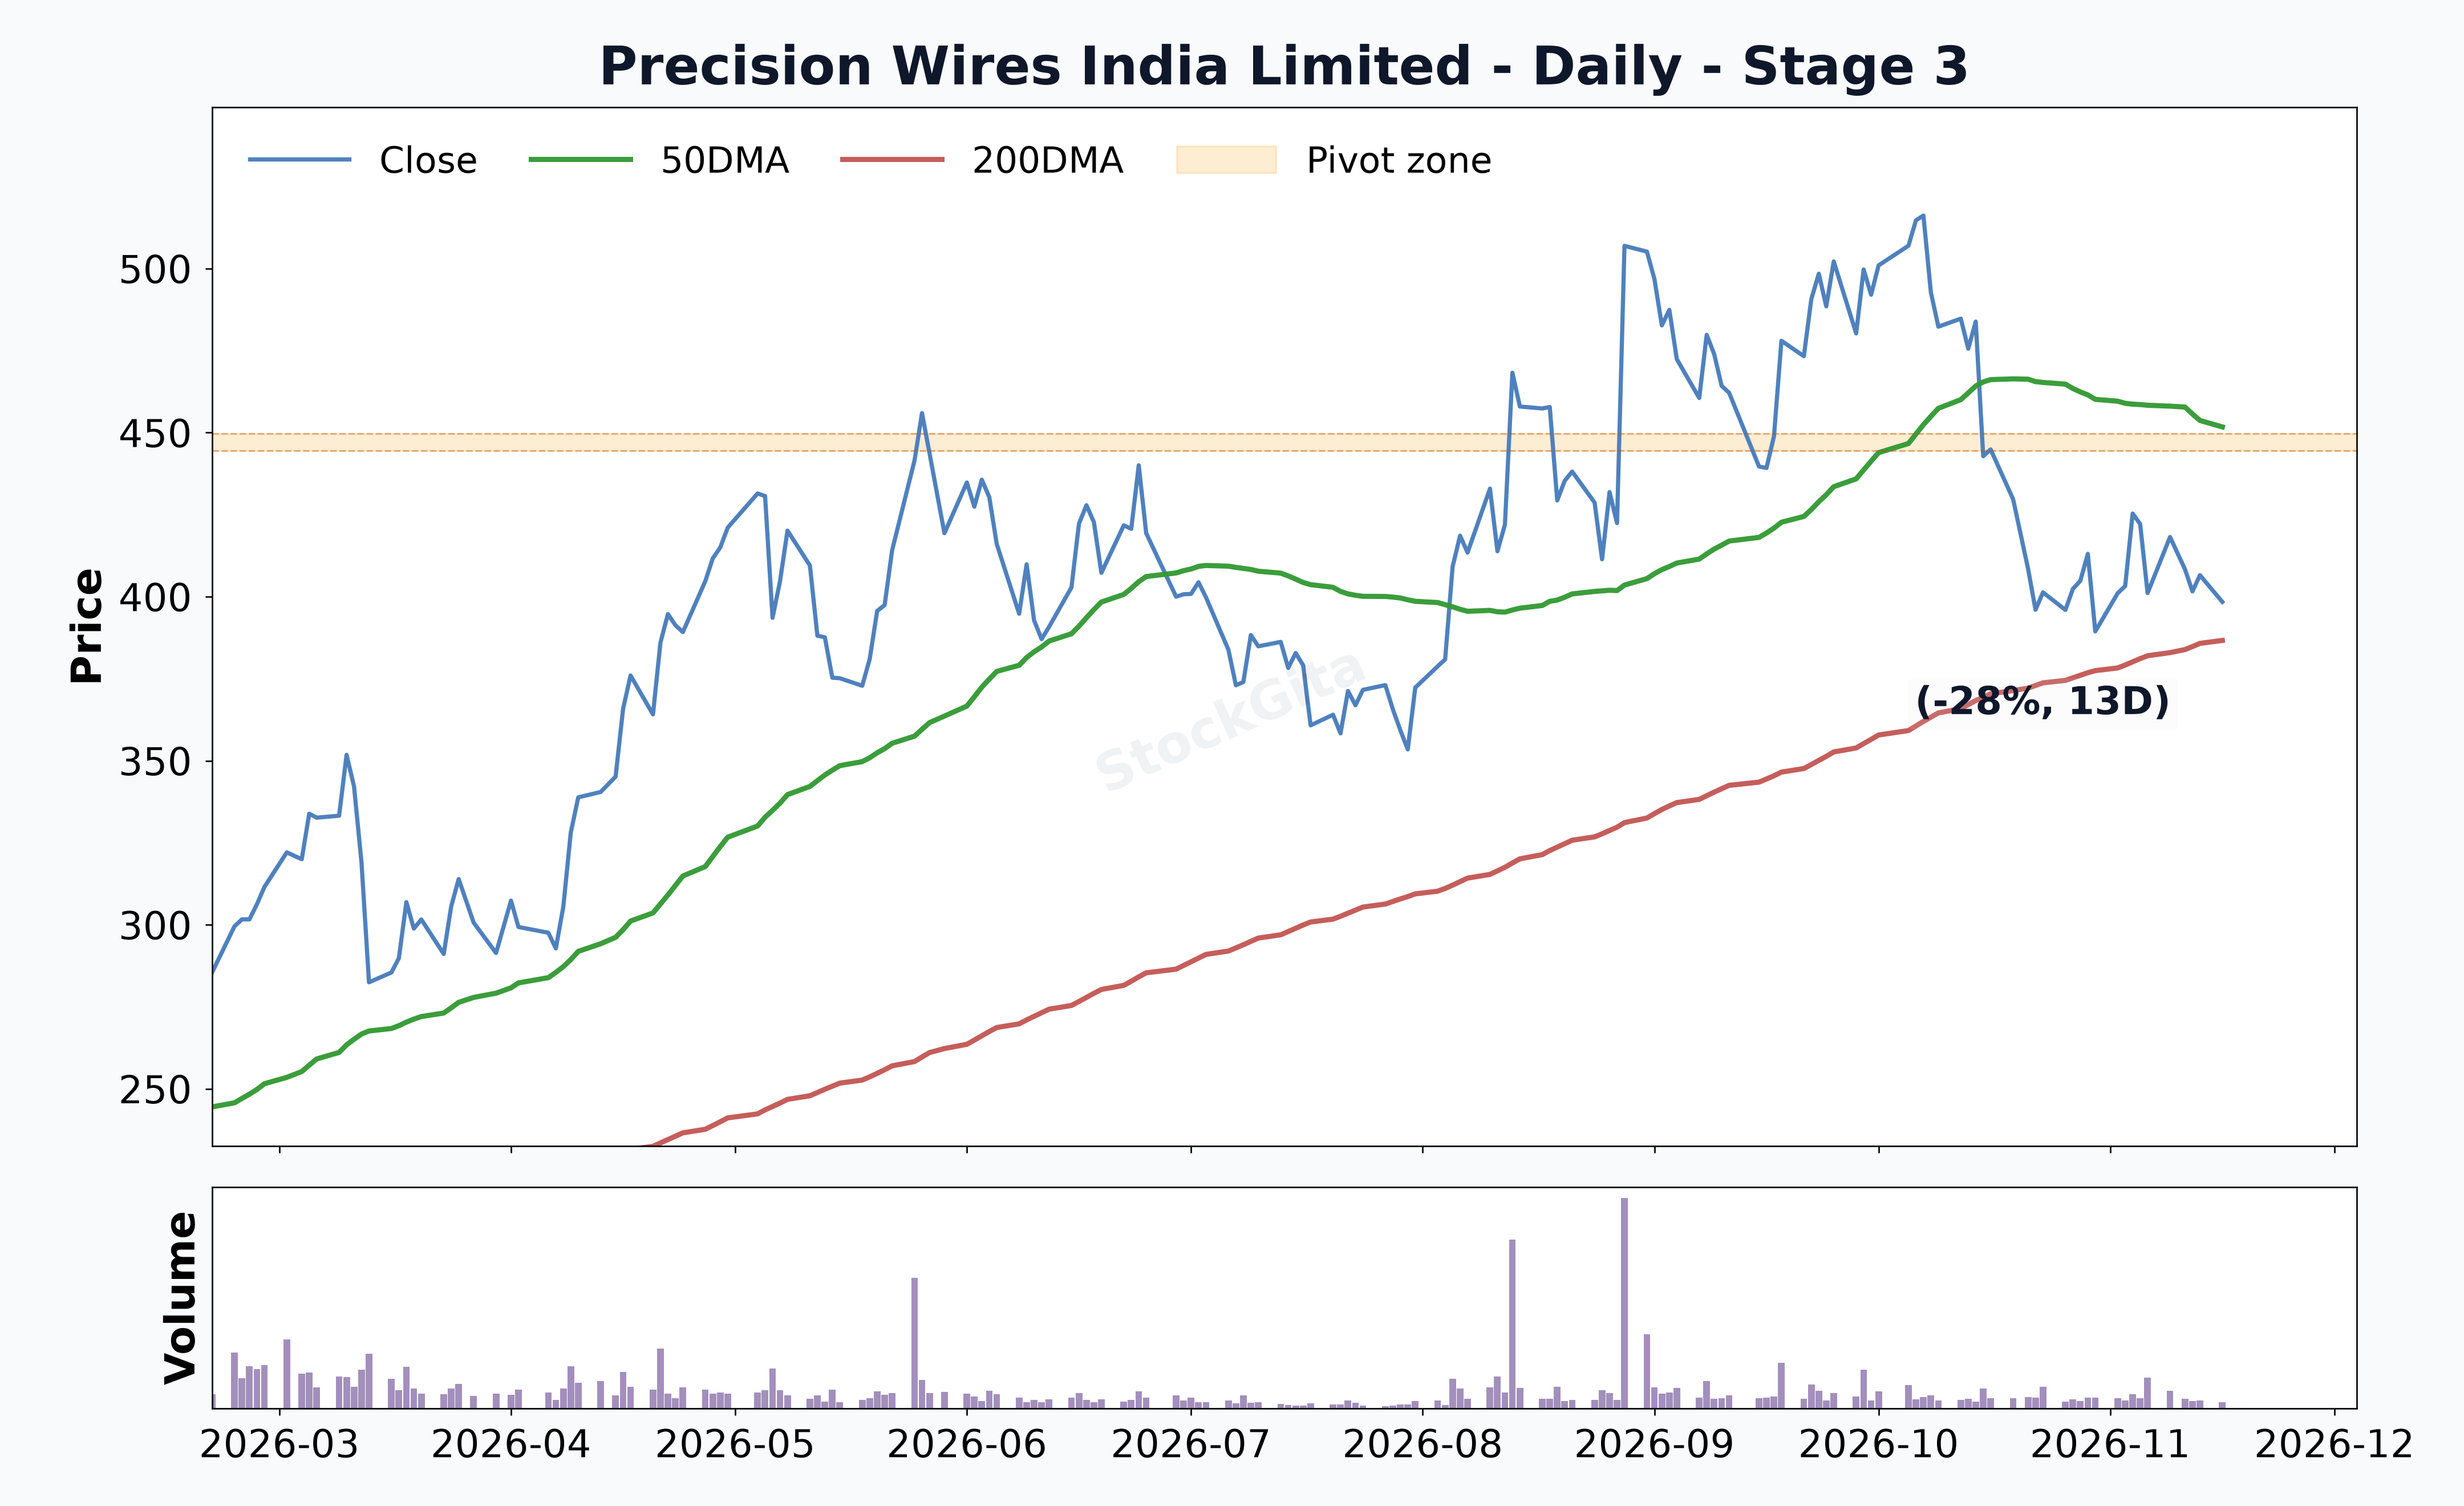 Precision Wires India Limited - Daily - Stage 3
Close 50DMA 200DMA Pivot zone
500
450
400
350
300
250
Price
StockGita
(-28%, 13D)
Volume
2026-03 2026-04 2026-05 2026-06 2026-07 2026-08 2026-09 2026-10 2026-11 2026-12